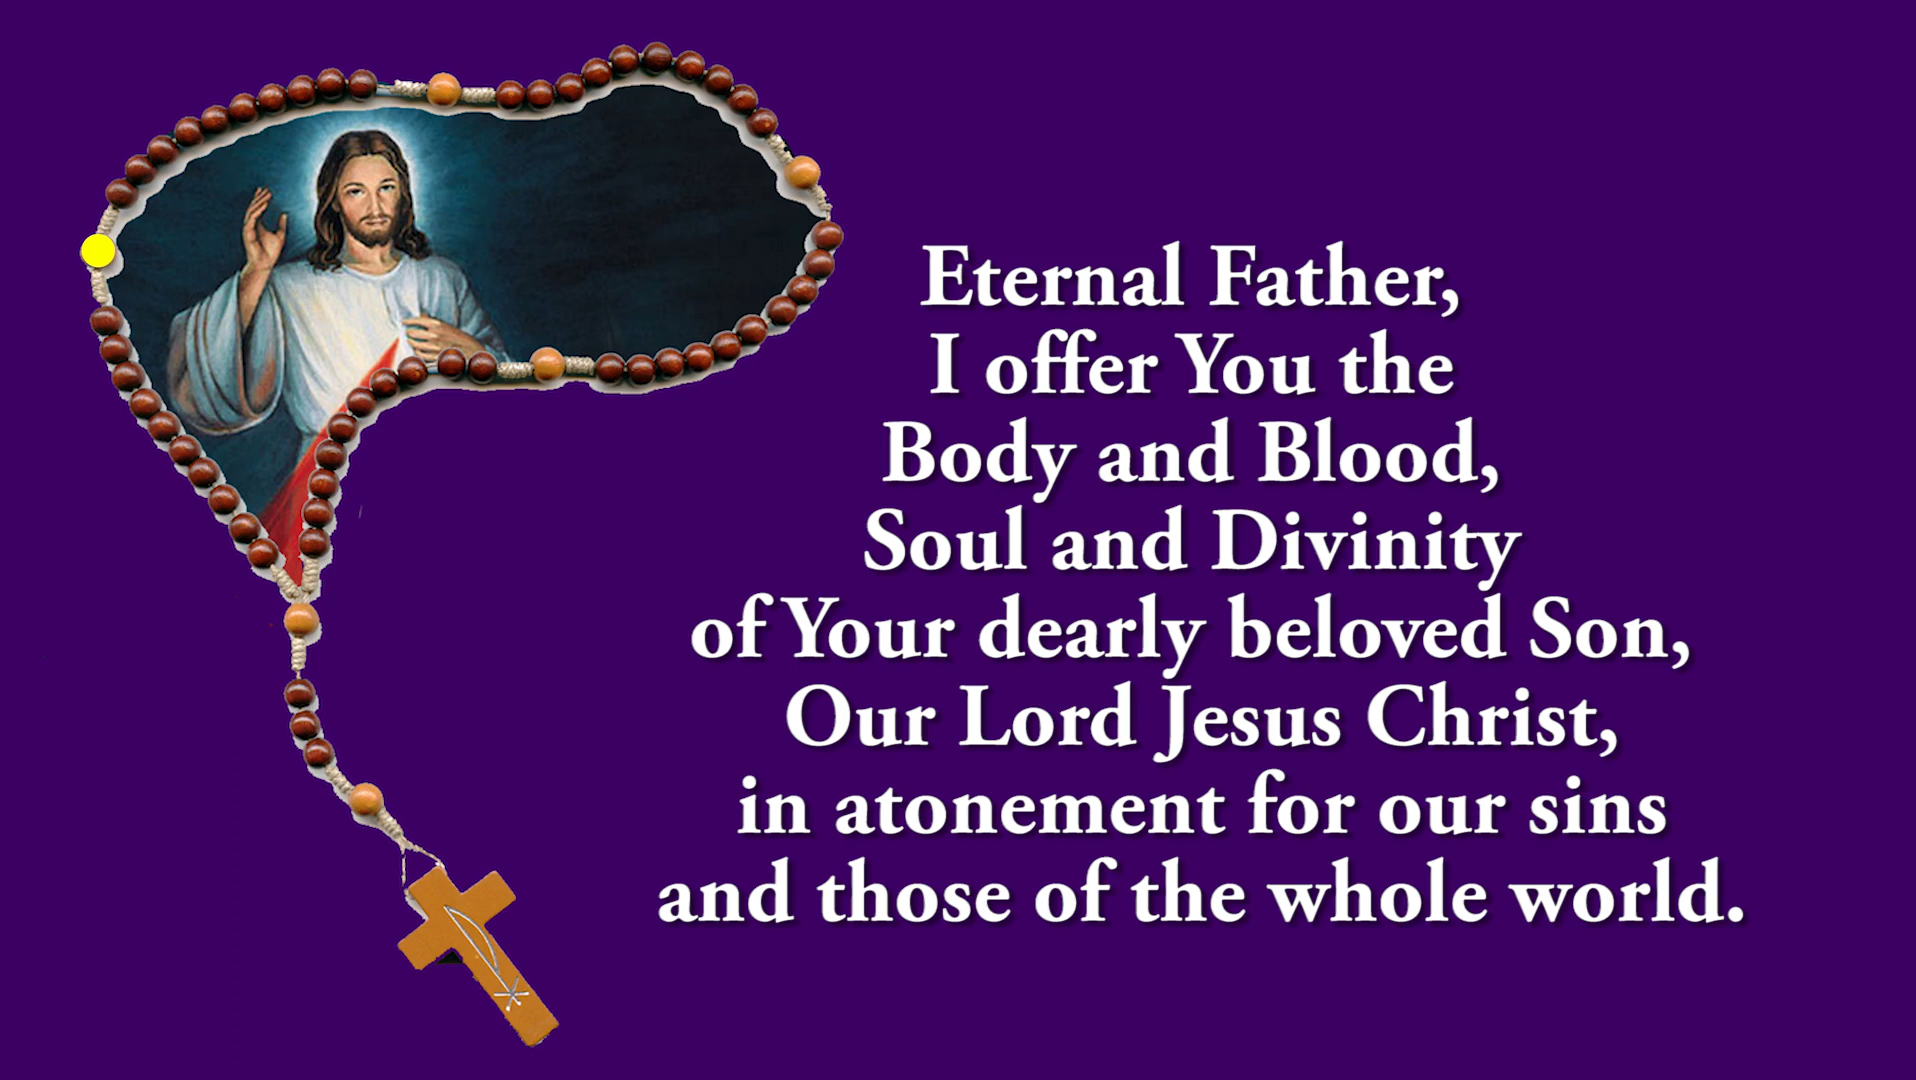 Eternal Father,
I offer You the
Body and Blood,
Soul and Divinity
of Your dearly beloved Son,
Our Lord Jesus Christ,
in atonement for our sins
and those of the whole world.